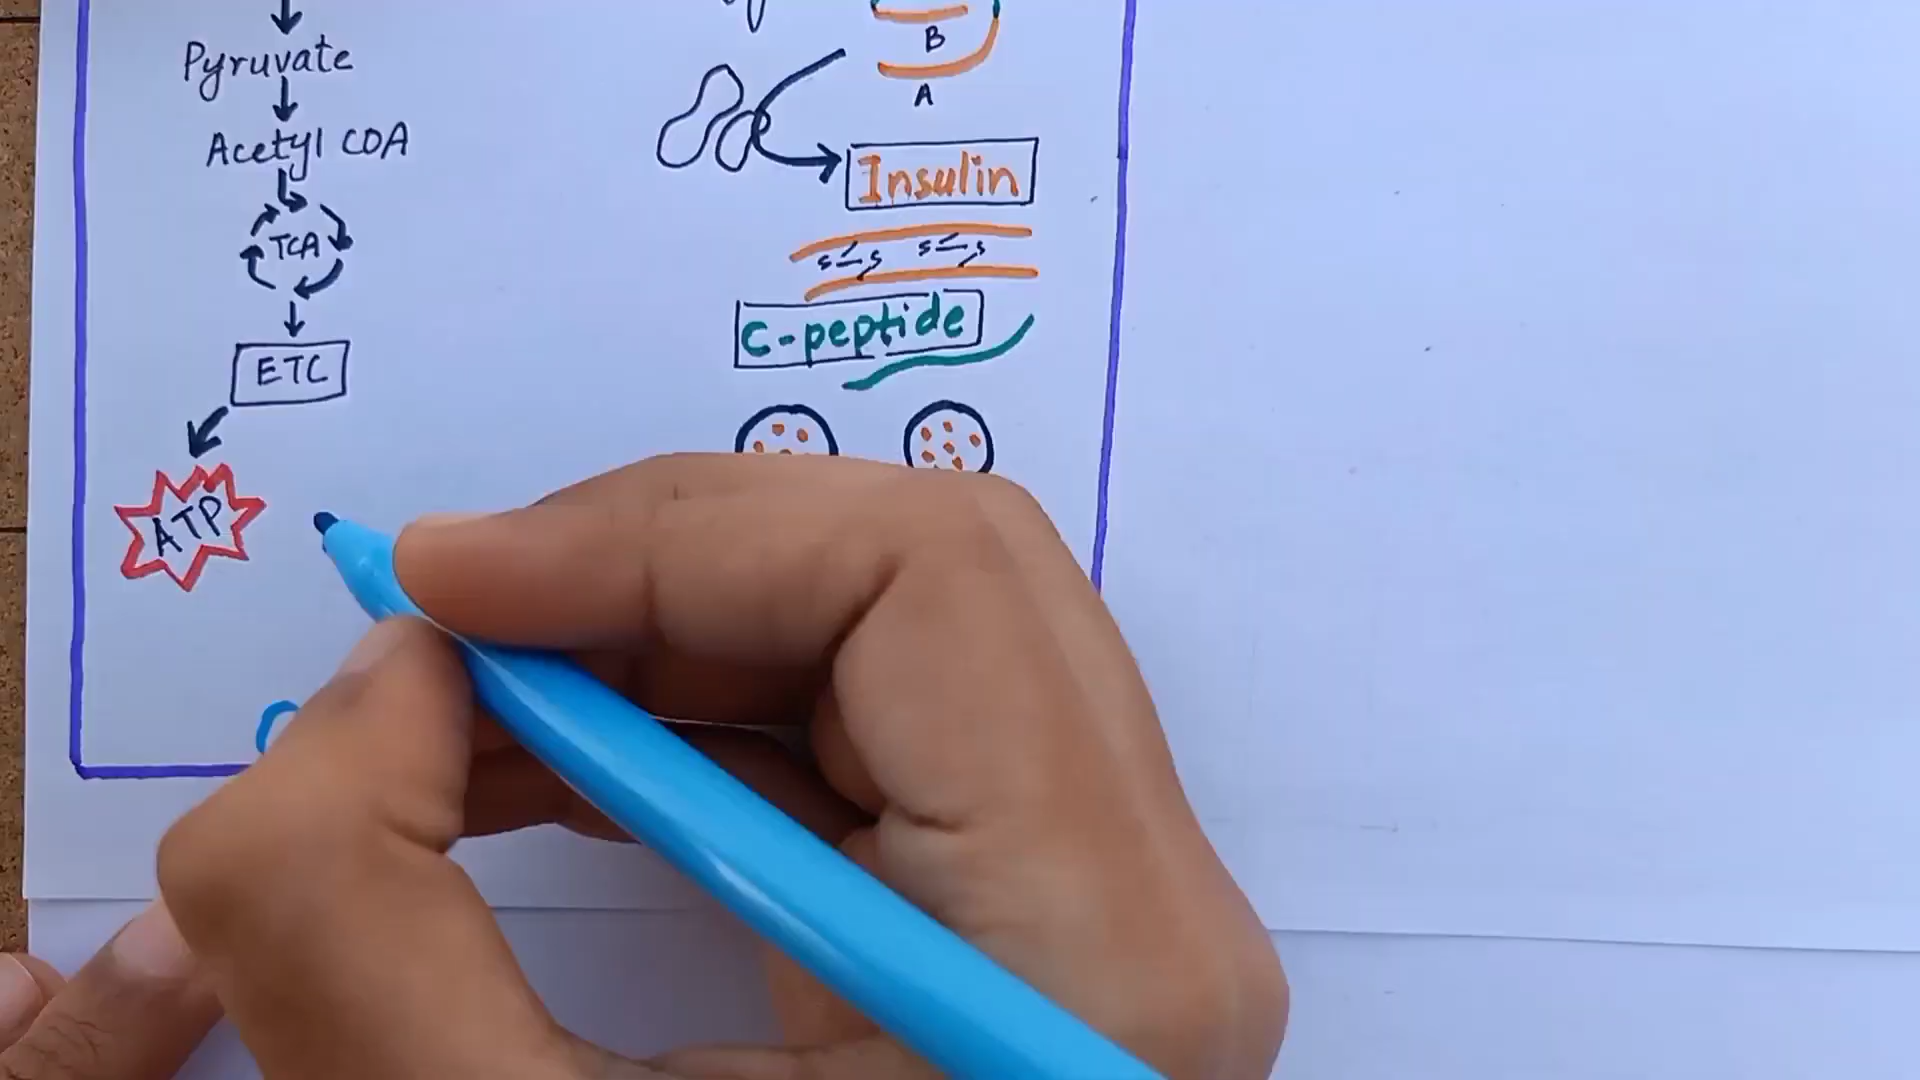 Pyruvate
Acetyl COA
TCA
ETC
ATP
B
A
Insulin
S S S S
C-peptide